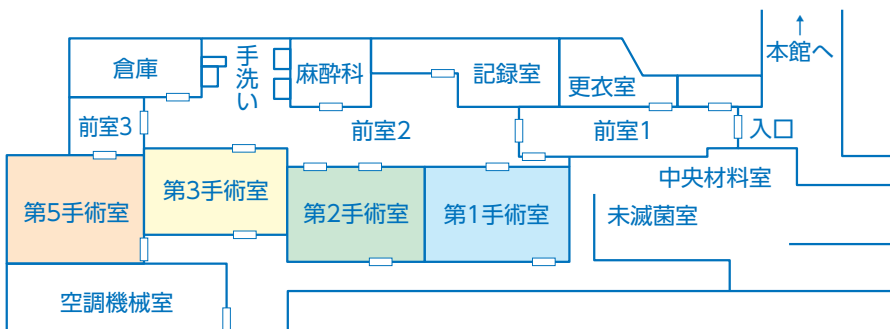 ↑
本館へ
倉庫
手洗い
麻酔科
記録室
更衣室
前室3
前室2
前室1
入口
第5手術室
第3手術室
第2手術室
第1手術室
中央材料室
未滅菌室
空調機械室